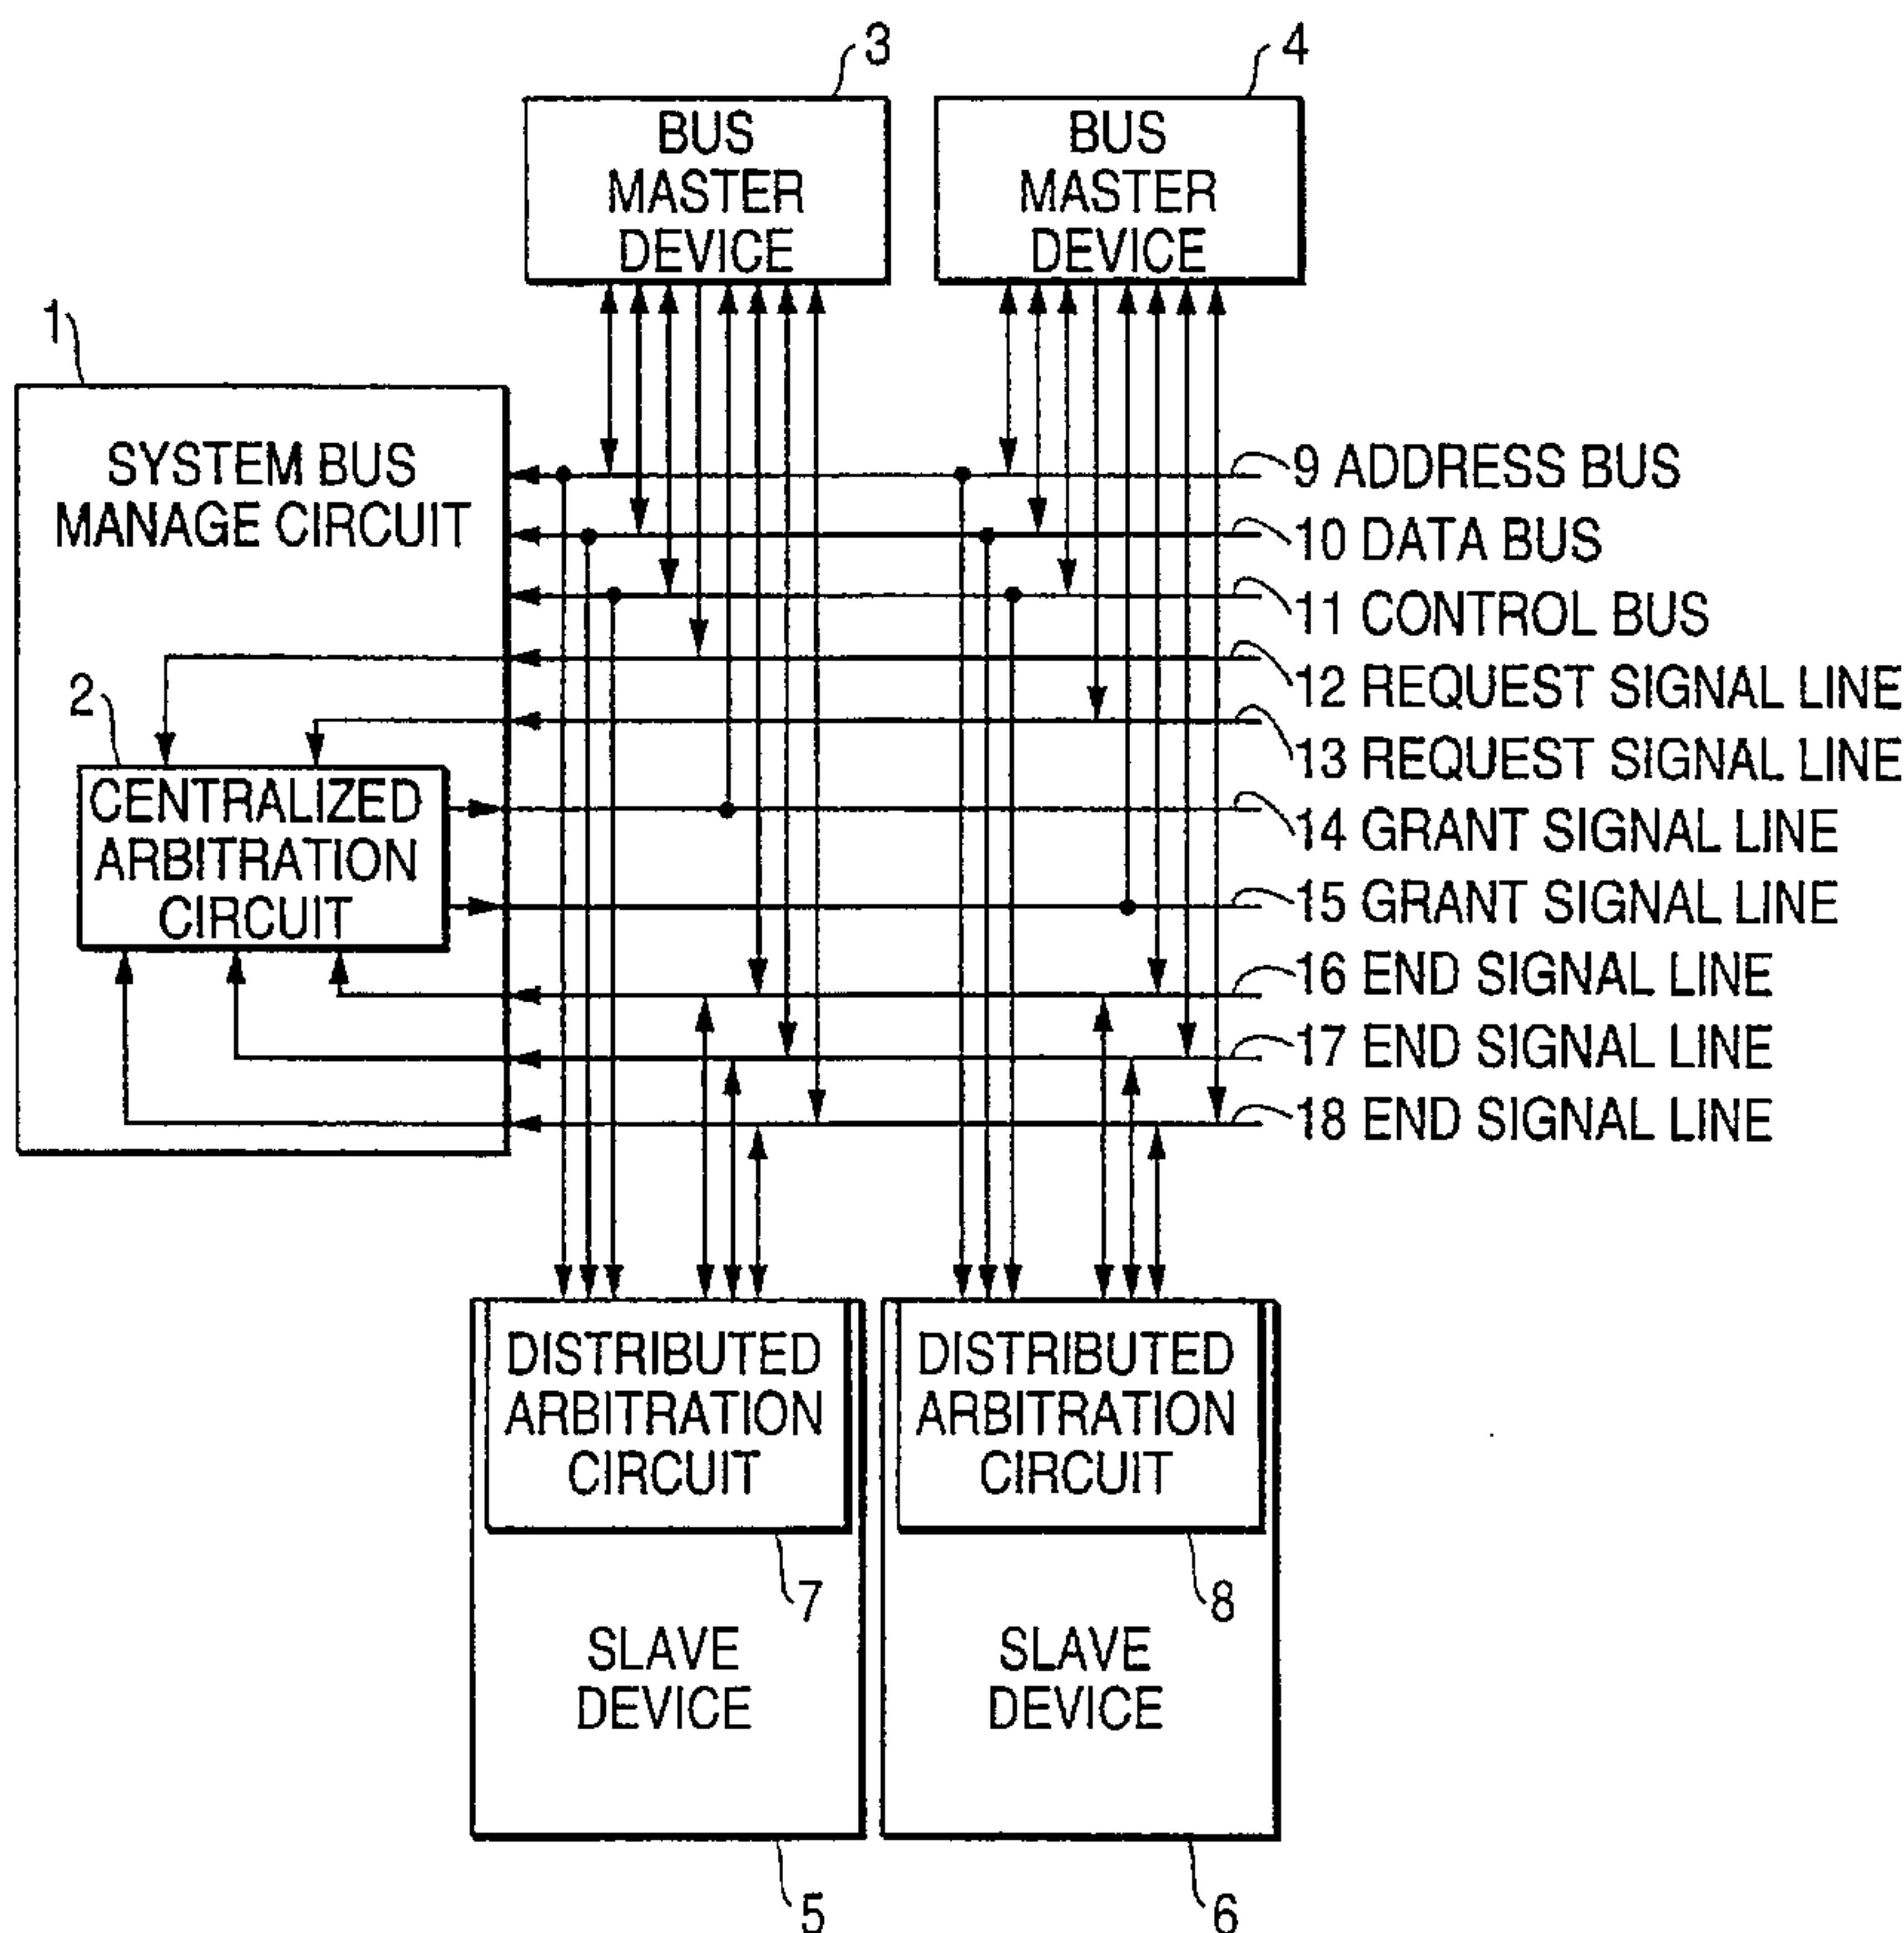 3
4
BUS
MASTER
DEVICE
BUS
MASTER
DEVICE
1
SYSTEM BUS
MANAGE CIRCUIT
9 ADDRESS BUS
10 DATA BUS
11 CONTROL BUS
12 REQUEST SIGNAL LINE
13 REQUEST SIGNAL LINE
14 GRANT SIGNAL LINE
15 GRANT SIGNAL LINE
16 END SIGNAL LINE
17 END SIGNAL LINE
18 END SIGNAL LINE
2
CENTRALIZED
ARBITRATION
CIRCUIT
DISTRIBUTED
ARBITRATION
CIRCUIT
7
SLAVE
DEVICE
5
DISTRIBUTED
ARBITRATION
CIRCUIT
8
SLAVE
DEVICE
6